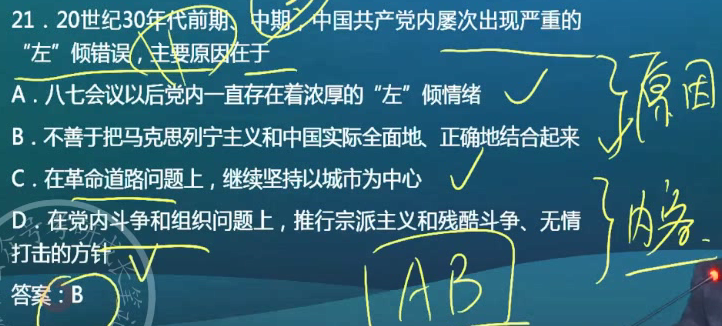 21．20世纪30年代前期、中期，中国共产党内屡次出现严重的
“左”倾错误，主要原因在于
A．八七会议以后党内一直存在着浓厚的“左”倾情绪
B．不善于把马克思列宁主义和中国实际全面地、正确地结合起来
原因
C．在革命道路问题上，继续坚持以城市为中心
D．在党内斗争和组织问题上，推行宗派主义和残酷斗争、无情
打击的方针
内容
答案：B
AB